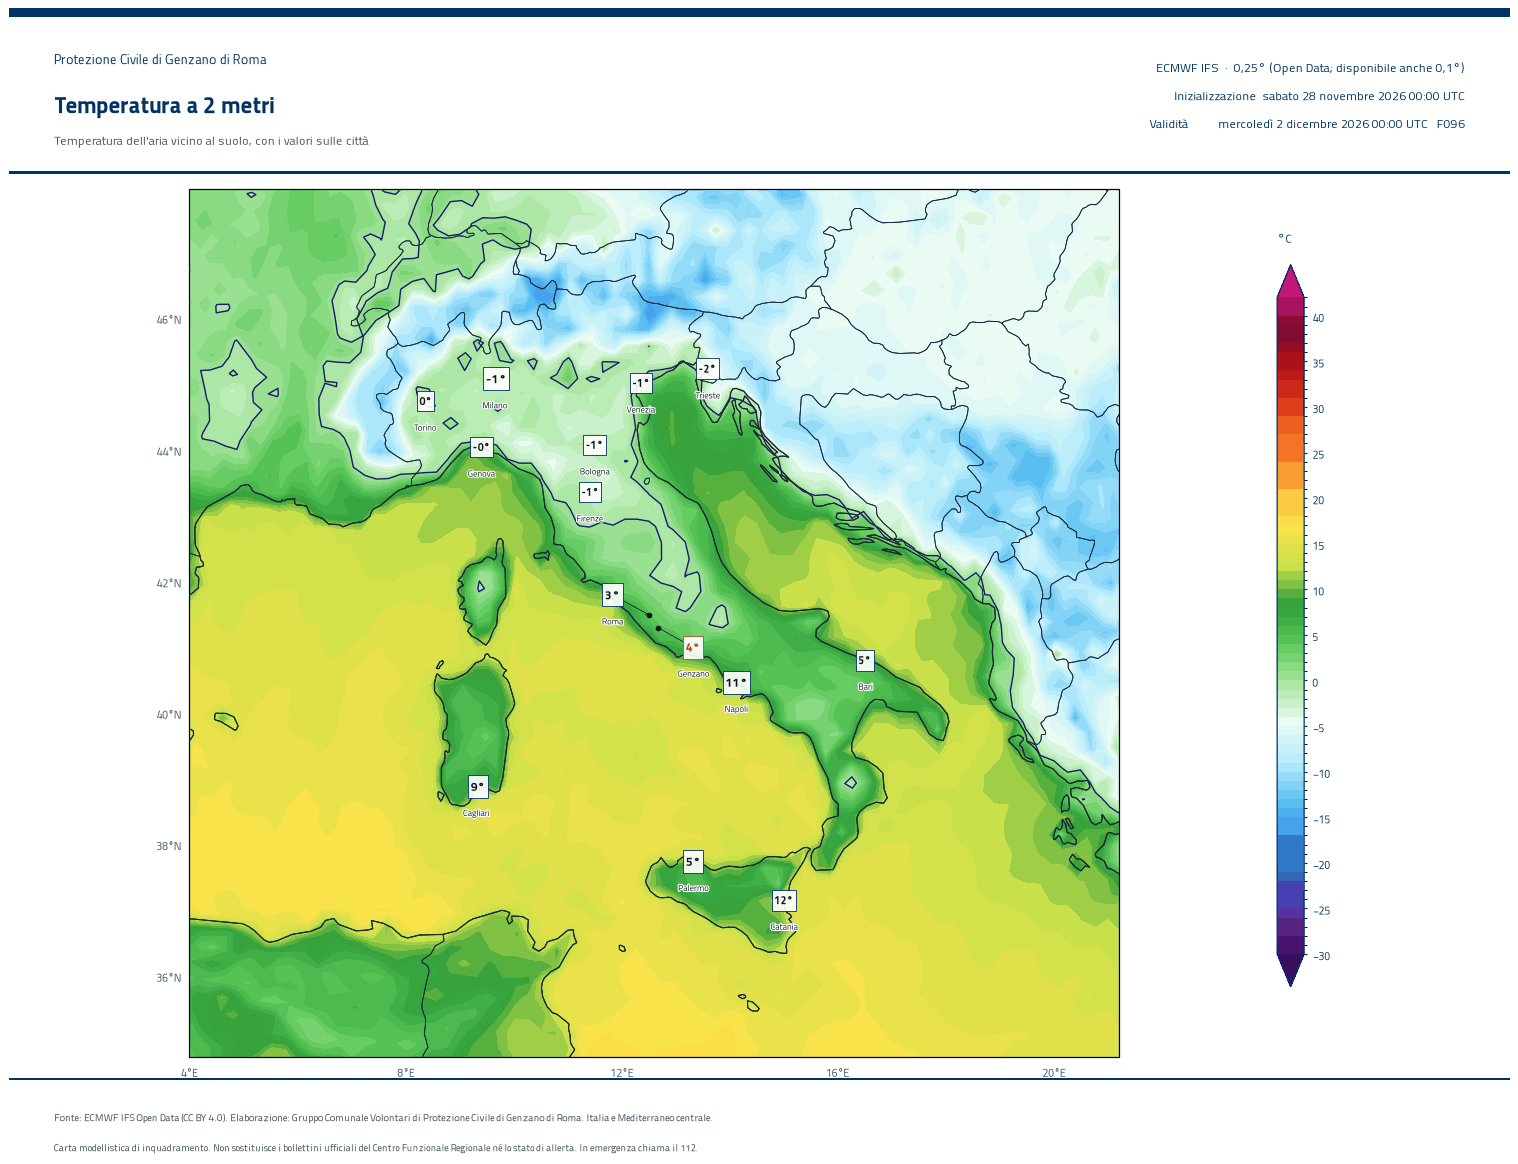 Protezione Civile di Genzano di Roma
Temperatura a 2 metri
Temperatura dell'aria vicino al suolo, con i valori sulle città
ECMWF IFS · 0,25° (Open Data; disponibile anche 0,1°)
Inizializzazione sabato 28 novembre 2026 00:00 UTC
Validità mercoledì 2 dicembre 2026 00:00 UTC F096
°C
40
35
30
25
20
15
10
5
0
−5
−10
−15
−20
−25
−30
46°N
44°N
42°N
40°N
38°N
36°N
4°E
8°E
12°E
16°E
20°E
-2°
Trieste
-1°
Milano
-1°
Venezia
0°
Torino
-0°
Genova
-1°
Bologna
-1°
Firenze
3°
Roma
4°
Genzano
11°
Napoli
5°
Bari
9°
Cagliari
5°
Palermo
12°
Catania
Fonte: ECMWF IFS Open Data (CC BY 4.0). Elaborazione: Gruppo Comunale Volontari di Protezione Civile di Genzano di Roma. Italia e Mediterraneo centrale.
Carta modellistica di inquadramento. Non sostituisce i bollettini ufficiali del Centro Funzionale Regionale né lo stato di allerta. In emergenza chiama il 112.